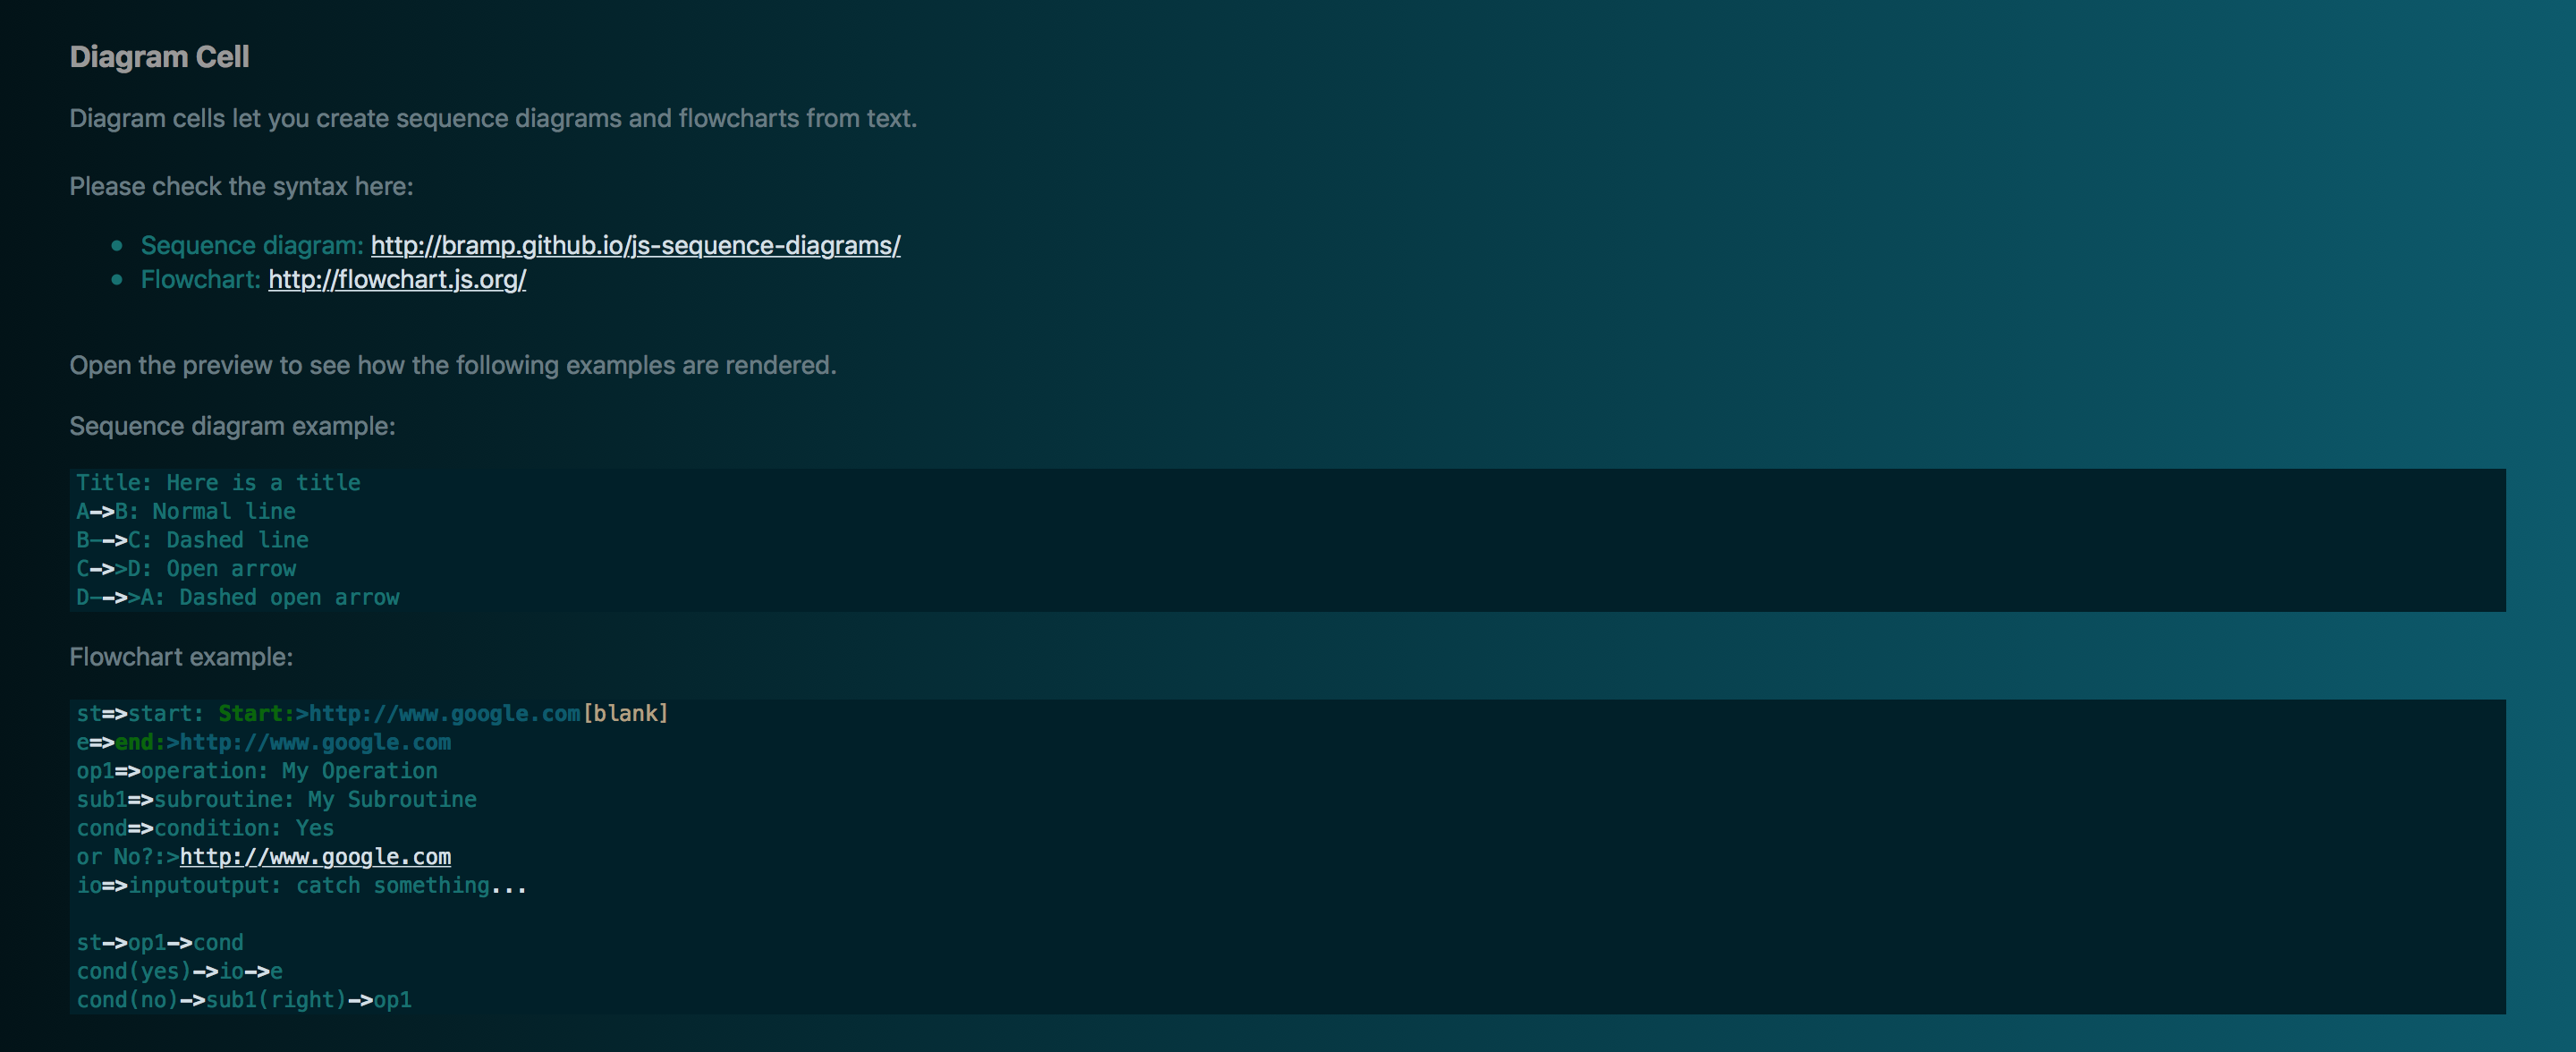 Diagram Cell
Diagram cells let you create sequence diagrams and flowcharts from text.
Please check the syntax here:
Sequence diagram: http://bramp.github.io/js-sequence-diagrams/
Flowchart: http://flowchart.js.org/
Open the preview to see how the following examples are rendered.
Sequence diagram example:
Title: Here is a title
A->B: Normal line
B-->C: Dashed line
C->>D: Open arrow
D-->>A: Dashed open arrow
Flowchart example:
st=>start: Start:>http://www.google.com[blank]
e=>end:>http://www.google.com
op1=>operation: My Operation
sub1=>subroutine: My Subroutine
cond=>condition: Yes
or No?:>http://www.google.com
io=>inputoutput: catch something...
st->op1->cond
cond(yes)->io->e
cond(no)->sub1(right)->op1